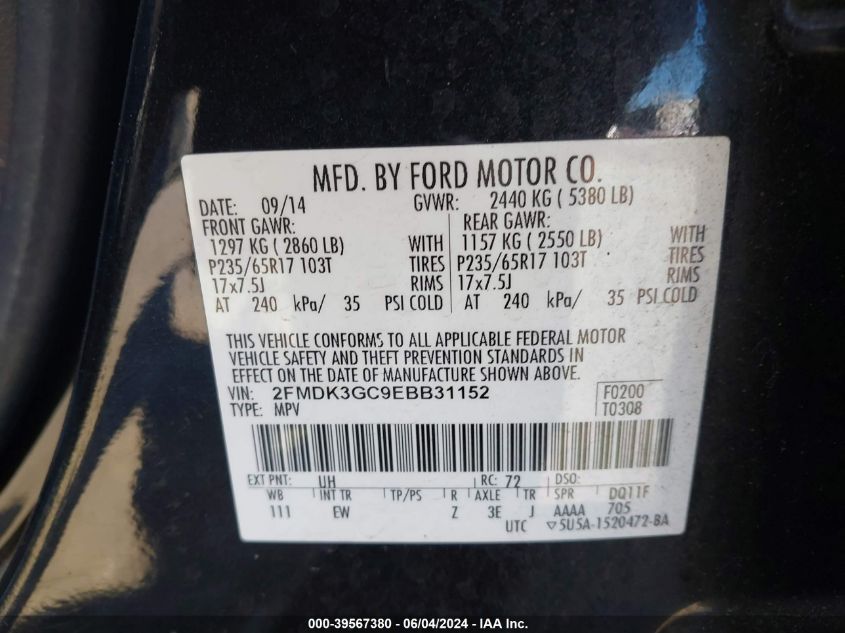 MFD. BY FORD MOTOR CO.
DATE: 09/14 GVWR: 2440 KG ( 5380 LB)
FRONT GAWR: REAR GAWR:
1297 KG ( 2860 LB) WITH 1157 KG ( 2550 LB) WITH
P235/65R17 103T TIRES P235/65R17 103T TIRES
17x7.5J RIMS 17x7.5J RIMS
AT 240 kPa/ 35 PSI COLD AT 240 kPa/ 35 PSI COLD
THIS VEHICLE CONFORMS TO ALL APPLICABLE FEDERAL MOTOR
VEHICLE SAFETY AND THEFT PREVENTION STANDARDS IN
EFFECT ON THE DATE OF MANUFACTURE SHOWN ABOVE.
VIN: 2FMDK3GC9EBB31152 F0200
TYPE: MPV T0308
EXT PNT: UH RC: 72 DSO:
WB INT TR TP/PS R AXLE TR SPR DQ11F
111 EW Z 3E J AAAA 705
UTC ▽5U5A-1520472-BA
000-39567380 - 06/04/2024 - IAA Inc.